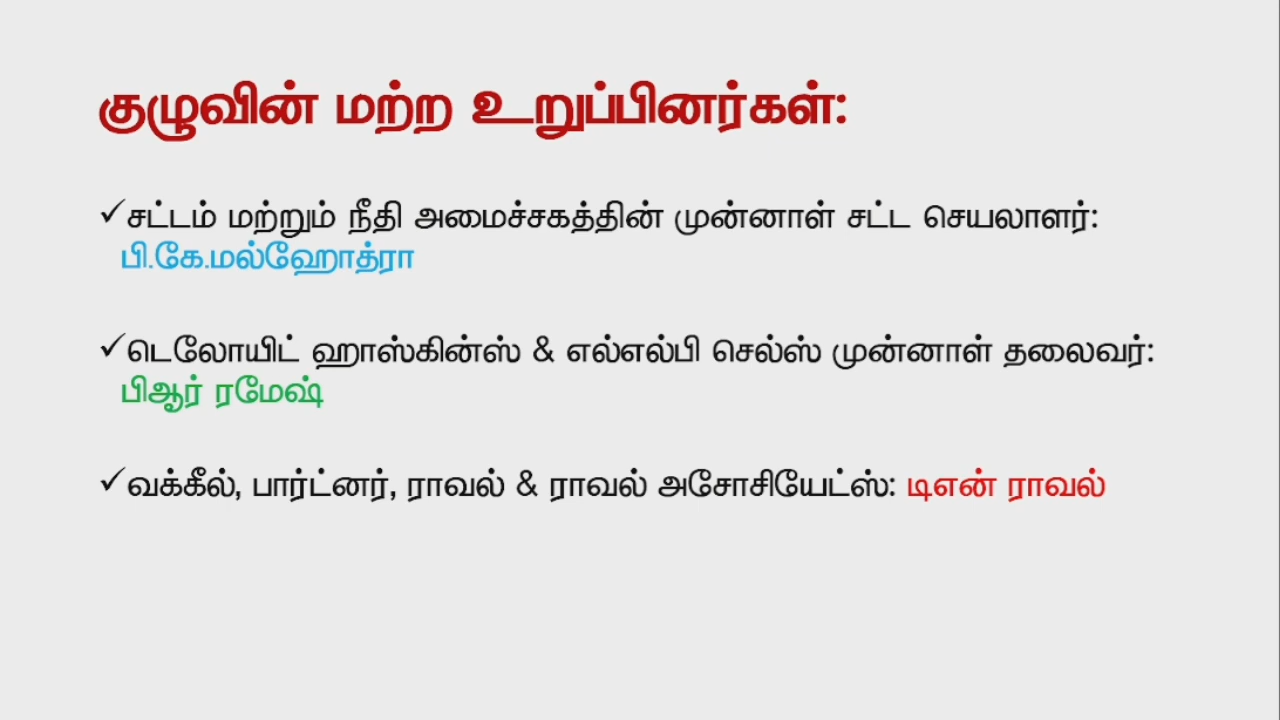 குழுவின் மற்ற உறுப்பினர்கள்:
✓சட்டம் மற்றும் நீதி அமைச்சகத்தின் முன்னாள் சட்ட செயலாளர்:
பி.கே.மல்ஹோத்ரா
✓டெலோயிட் ஹாஸ்கின்ஸ் & எல்எல்பி செல்ஸ் முன்னாள் தலைவர்:
பிஆர் ரமேஷ்
✓வக்கீல், பார்ட்னர், ராவல் & ராவல் அசோசியேட்ஸ்: டிஎன் ராவல்